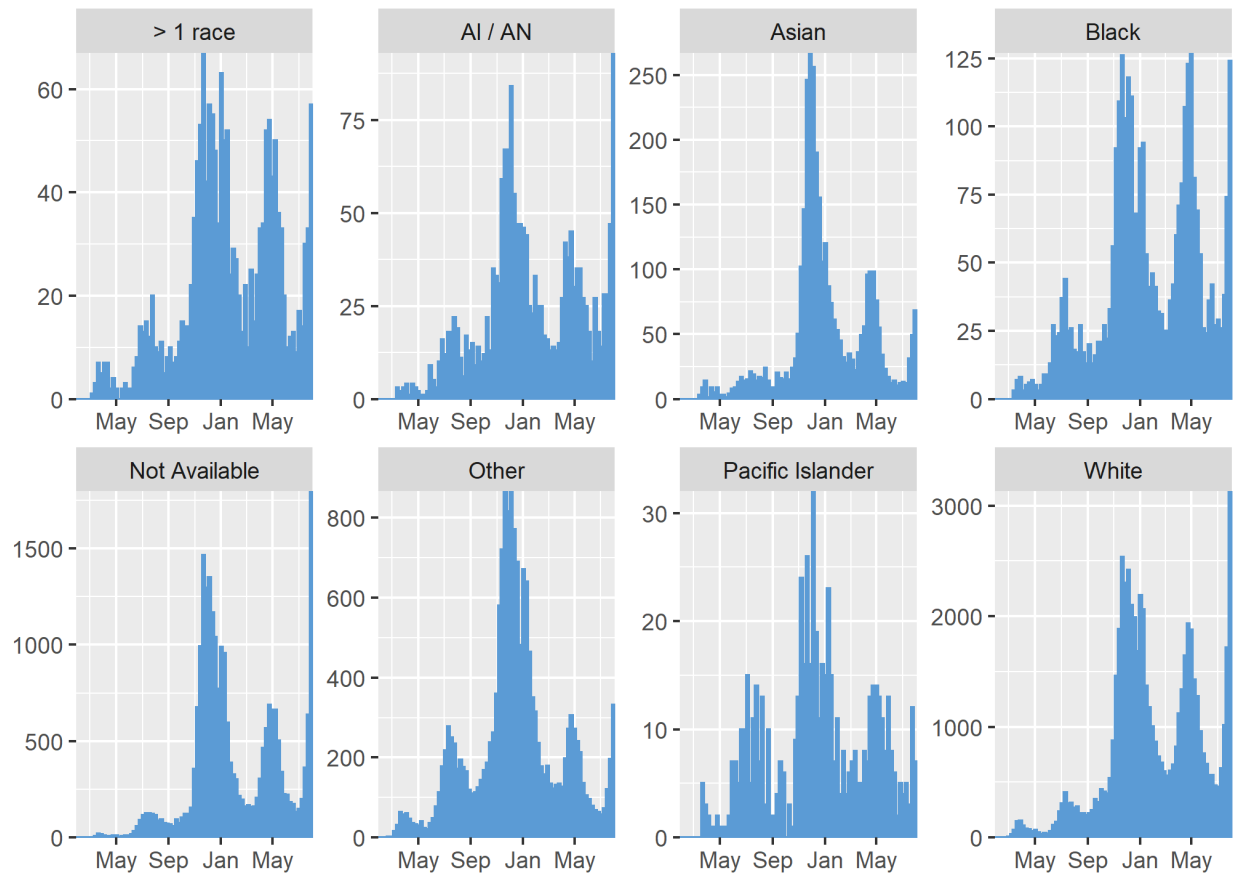 > 1 race
AI / AN
Asian
Black
60
40
20
0
75
50
25
0
250
200
150
100
50
0
125
100
75
50
25
0
May Sep Jan May
May Sep Jan May
May Sep Jan May
May Sep Jan May
Not Available
Other
Pacific Islander
White
1500
1000
500
0
800
600
400
200
0
30
20
10
0
3000
2000
1000
0
May Sep Jan May
May Sep Jan May
May Sep Jan May
May Sep Jan May